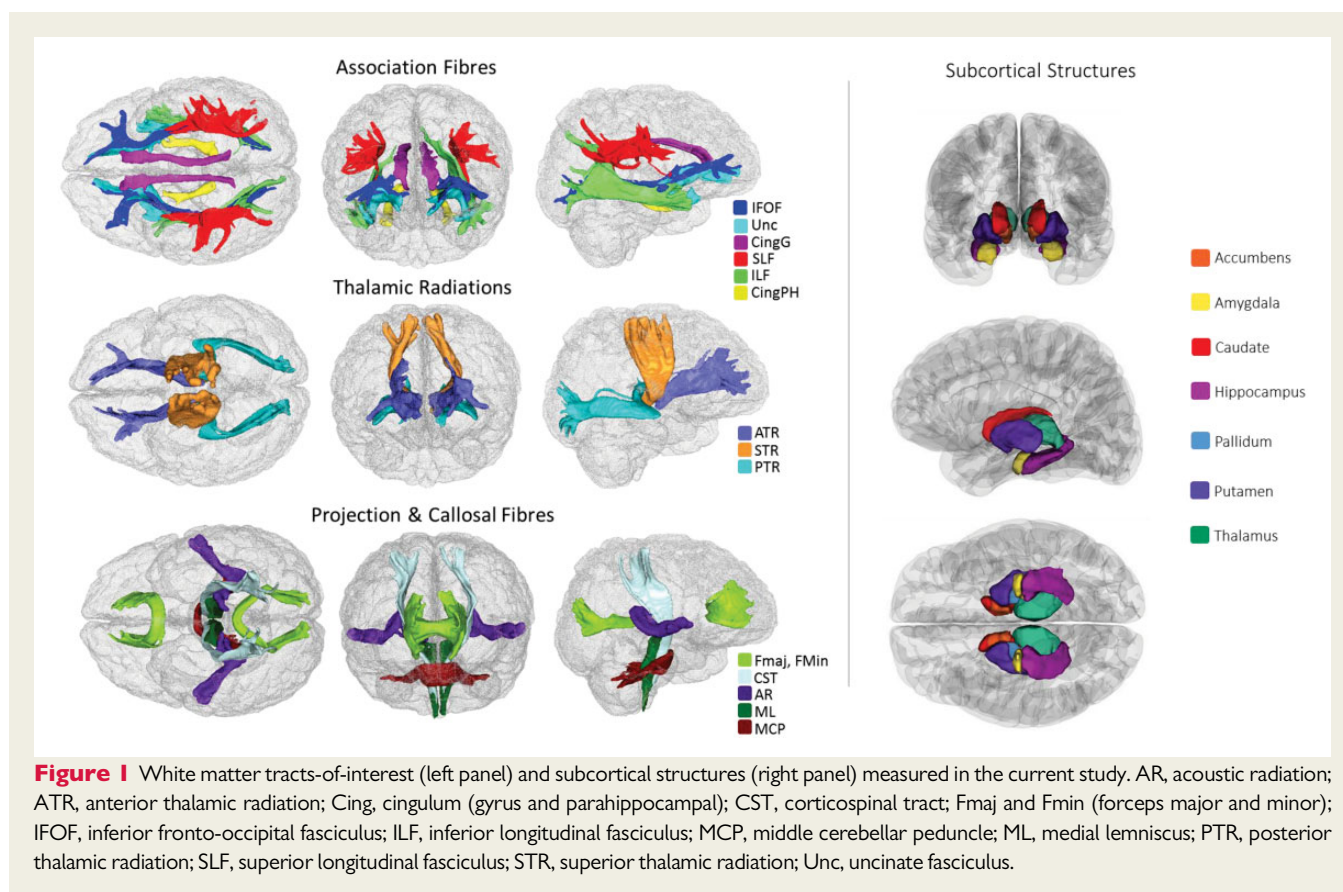 Association Fibres
IFOF
Unc
CingG
SLF
ILF
CingPH
Thalamic Radiations
ATR
STR
PTR
Projection & Callosal Fibres
Fmaj, FMin
CST
AR
ML
MCP
Subcortical Structures
Accumbens
Amygdala
Caudate
Hippocampus
Pallidum
Putamen
Thalamus
Figure 1 White matter tracts-of-interest (left panel) and subcortical structures (right panel) measured in the current study. AR, acoustic radiation;
ATR, anterior thalamic radiation; Cing, cingulum (gyrus and parahippocampal); CST, corticospinal tract; Fmaj and Fmin (forceps major and minor);
IFOF, inferior fronto-occipital fasciculus; ILF, inferior longitudinal fasciculus; MCP, middle cerebellar peduncle; ML, medial lemniscus; PTR, posterior
thalamic radiation; SLF, superior longitudinal fasciculus; STR, superior thalamic radiation; Unc, uncinate fasciculus.